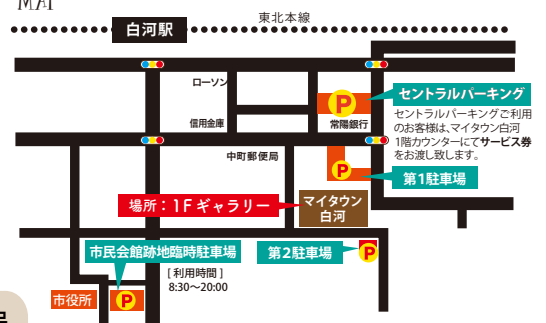 MAP
東北本線
白河駅
ローソン
P
セントラルパーキング
信用金庫
常陽銀行
セントラルパーキングご利用
のお客様は、マイタウン白河
1階カウンターにてサービス券
をお渡し致します。
中町郵便局
P
第1駐車場
場所：1F ギャラリー
マイタウン
白河
市民会館跡地臨時駐車場
第2駐車場
P
[ 利用時間 ]
8:30～20:00
市役所
P